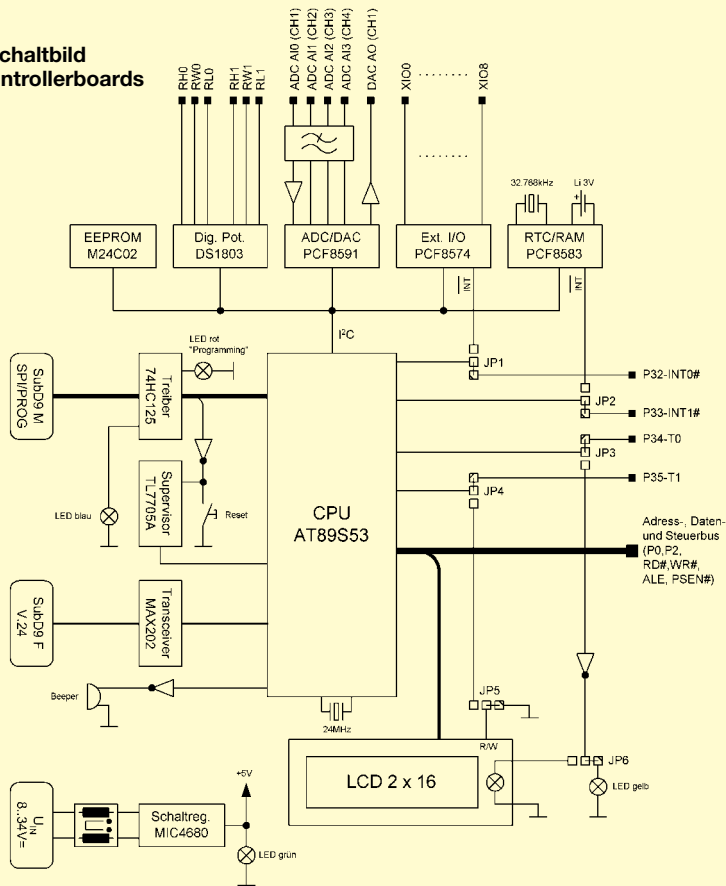 chaltbild
ntrollerboards
RH0
RW0
RL0
RH1
RW1
RL1
ADC AI0 (CH1)
ADC AI1 (CH2)
ADC AI2 (CH3)
ADC AI3 (CH4)
DAC AO (CH1)
XIO0
XIO8
32.768kHz
Li 3V
+
EEPROM
M24C02
Dig. Pot.
DS1803
ADC/DAC
PCF8591
Ext. I/O
PCF8574
RTC/RAM
PCF8583
INT
INT
I²C
LED rot
"Programming"
SubD9 M
SPI/PROG
Treiber
74HC125
JP1
P32-INT0#
JP2
P33-INT1#
P34-T0
JP3
P35-T1
JP4
LED blau
Supervisor
TL7705A
Reset
CPU
AT89S53
Adress-, Daten-
und Steuerbus
(P0,P2,
RD#,WR#,
ALE, PSEN#)
SubD9 F
V.24
Transceiver
MAX202
Beeper
24MHz
JP5
R/W
JP6
LCD 2 x 16
LED gelb
+5V
UIN
8..34V=
Schaltreg.
MIC4680
LED grün